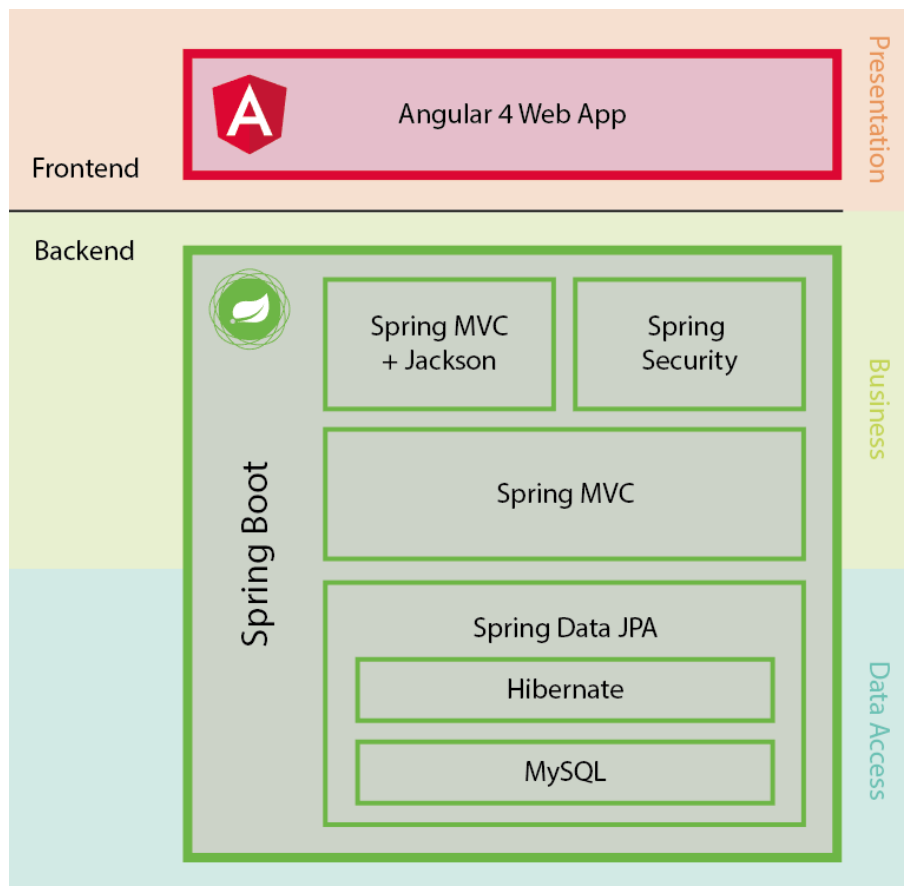 Presentation
Angular 4 Web App
Frontend
Backend
Spring MVC
+ Jackson
Spring
Security
Business
Spring Boot
Spring MVC
Spring Data JPA
Hibernate
MySQL
Data Access